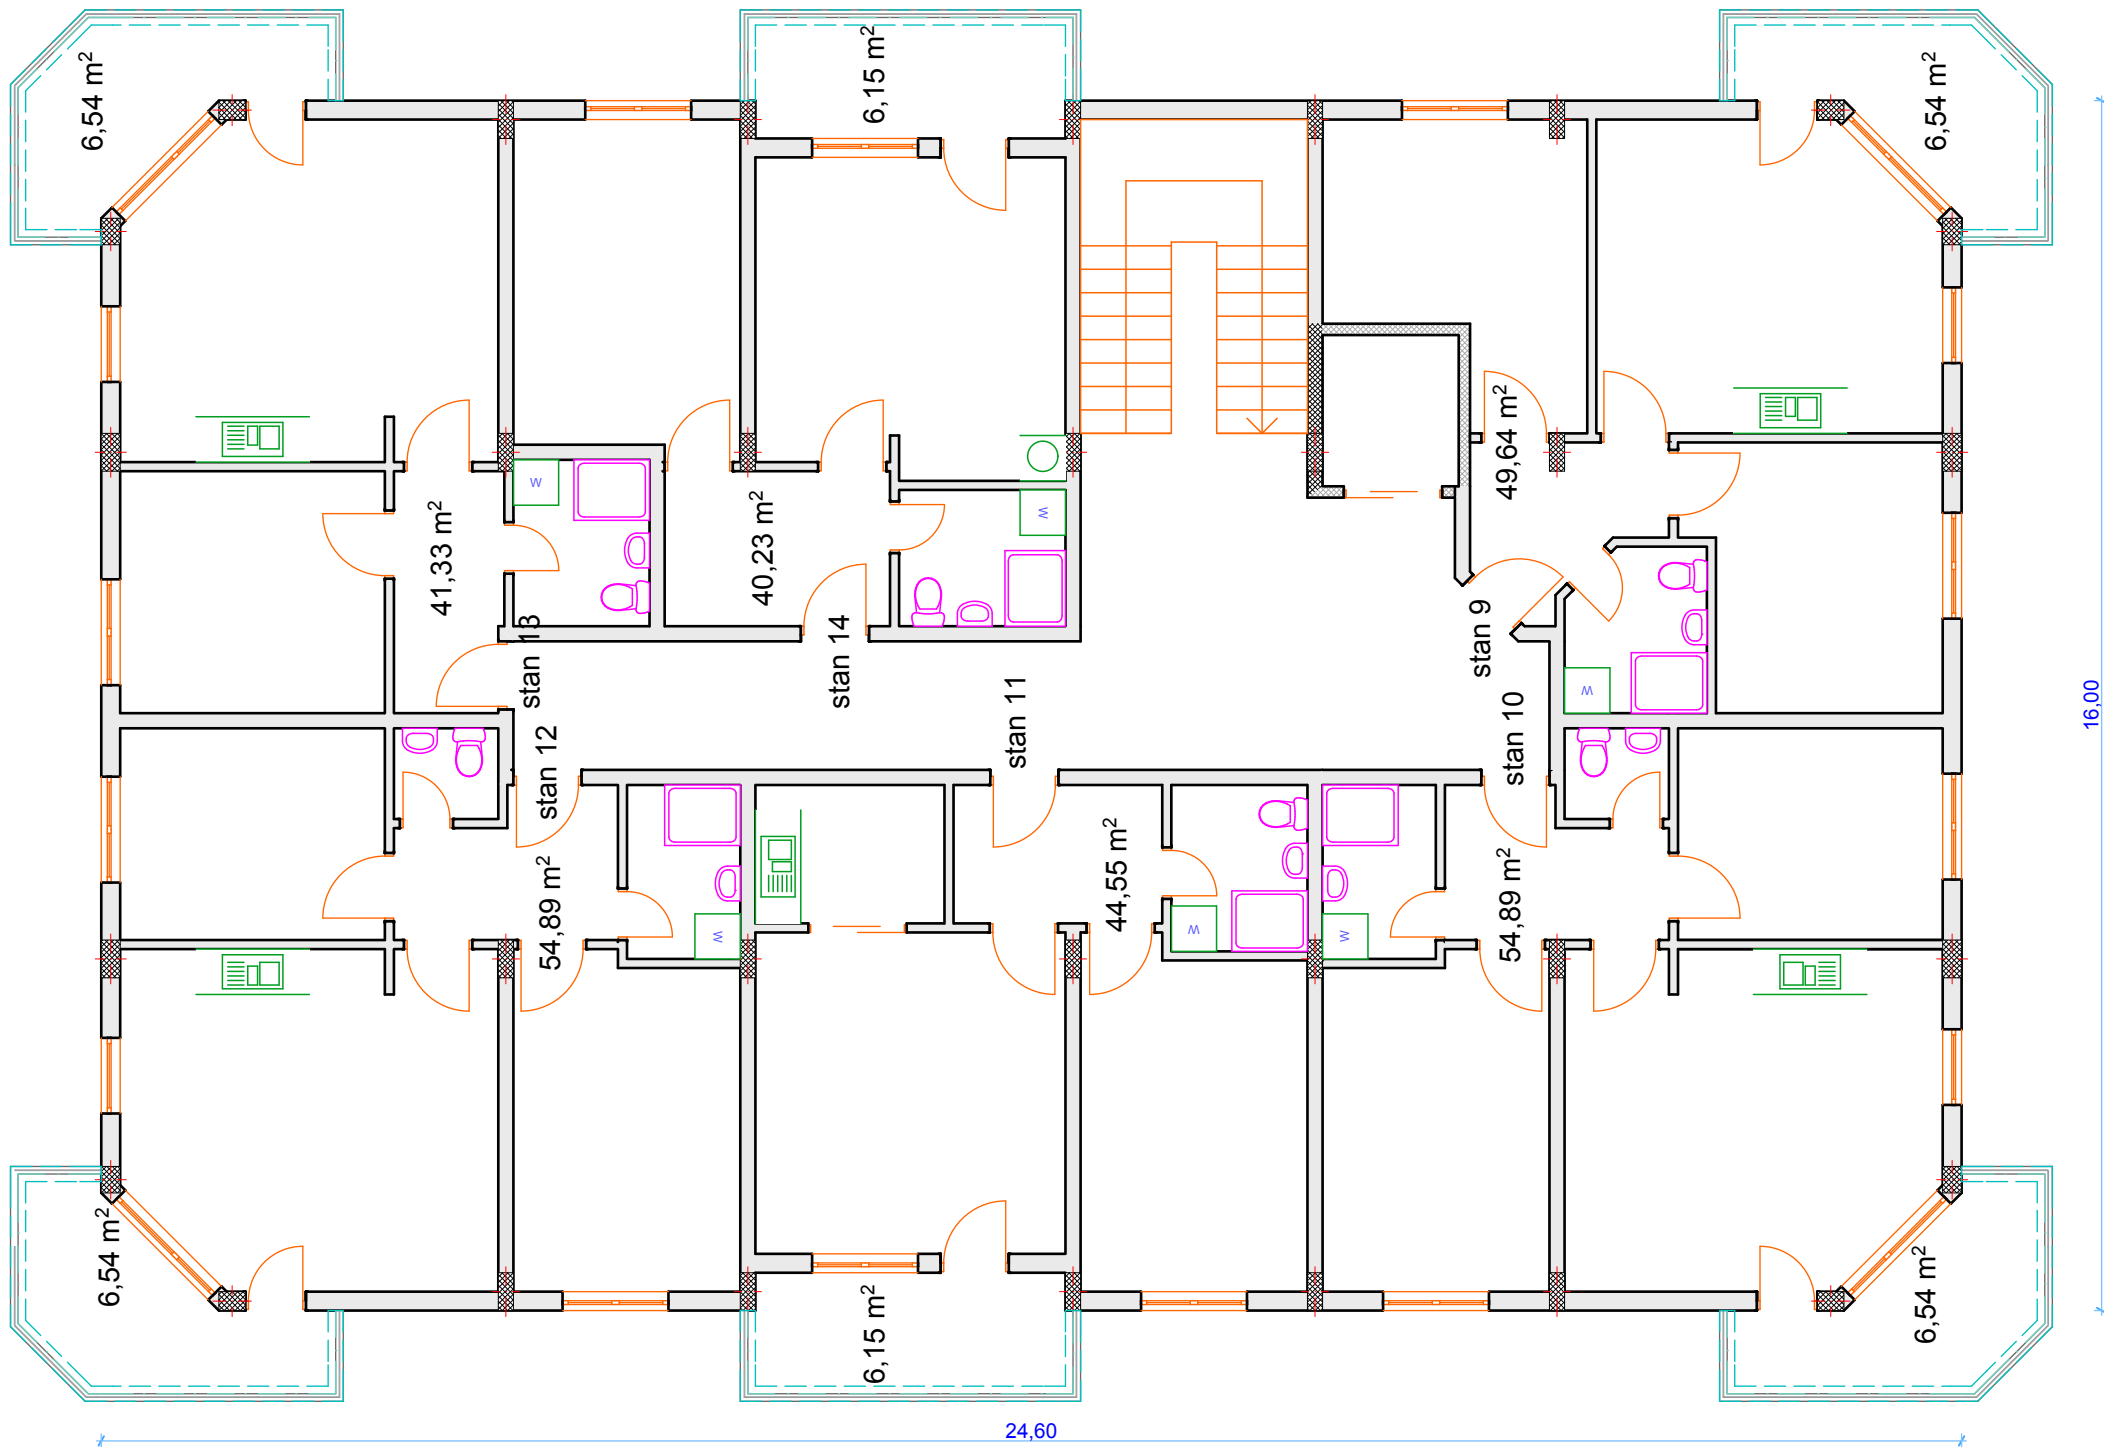 6,54 m²
6,15 m²
6,54 m²
49,64 m²
41,33 m²
40,23 m²
W
W
stan 13
stan 14
stan 11
stan 9
W
16,00
stan 12
stan 10
54,89 m²
44,55 m²
54,89 m²
W
W
W
6,54 m²
6,15 m²
6,54 m²
24,60